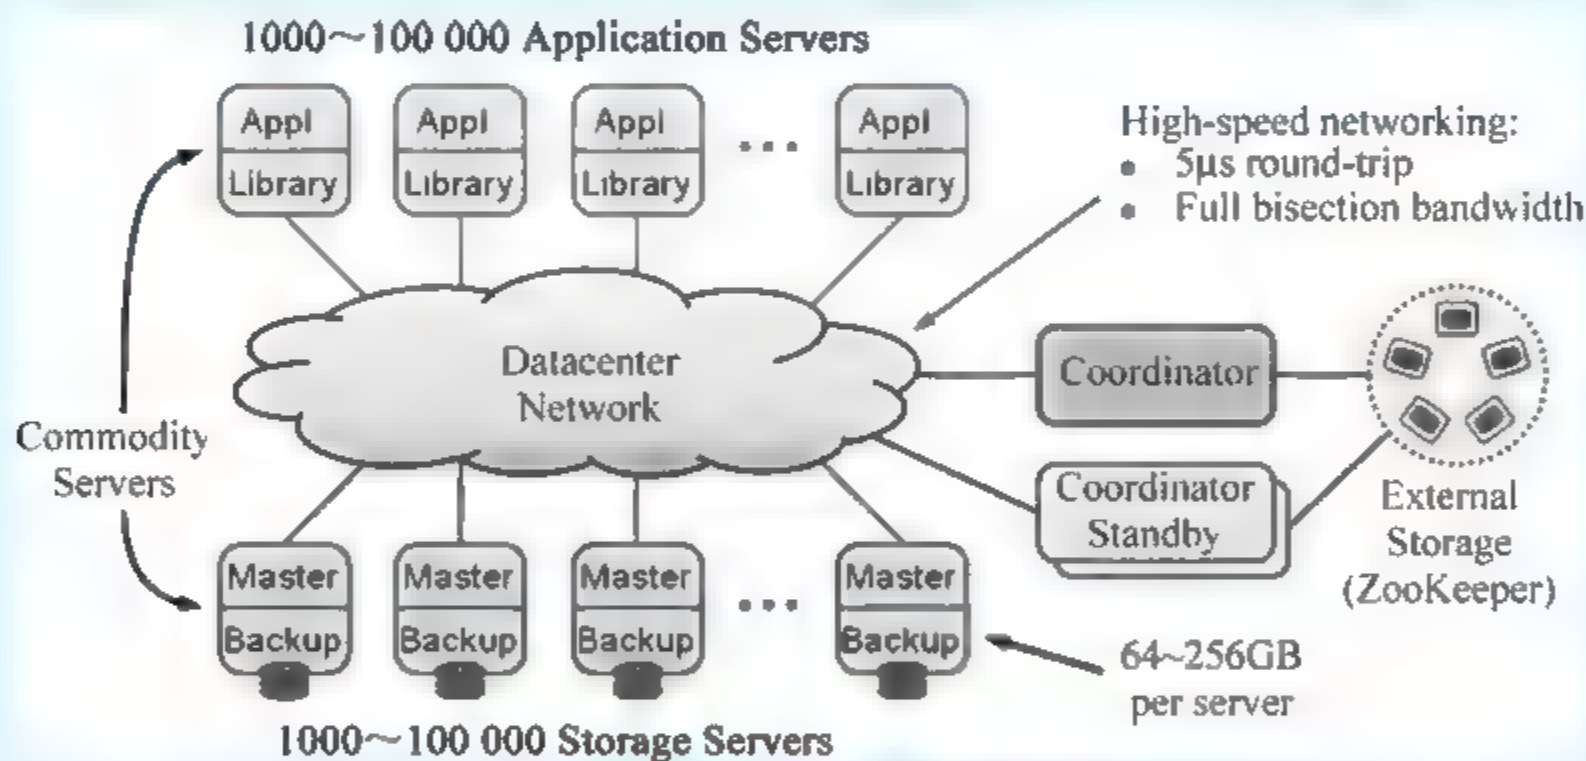 1000～100 000 Application Servers
Appl
Library
Appl
Library
Appl
Library
...
Appl
Library
High-speed networking:
• 5μs round-trip
• Full bisection bandwidth
Datacenter
Network
Commodity
Servers
Coordinator
Coordinator
Standby
External
Storage
(ZooKeeper)
Master
Backup
Master
Backup
Master
Backup
...
Master
Backup
64~256GB
per server
1000～100 000 Storage Servers